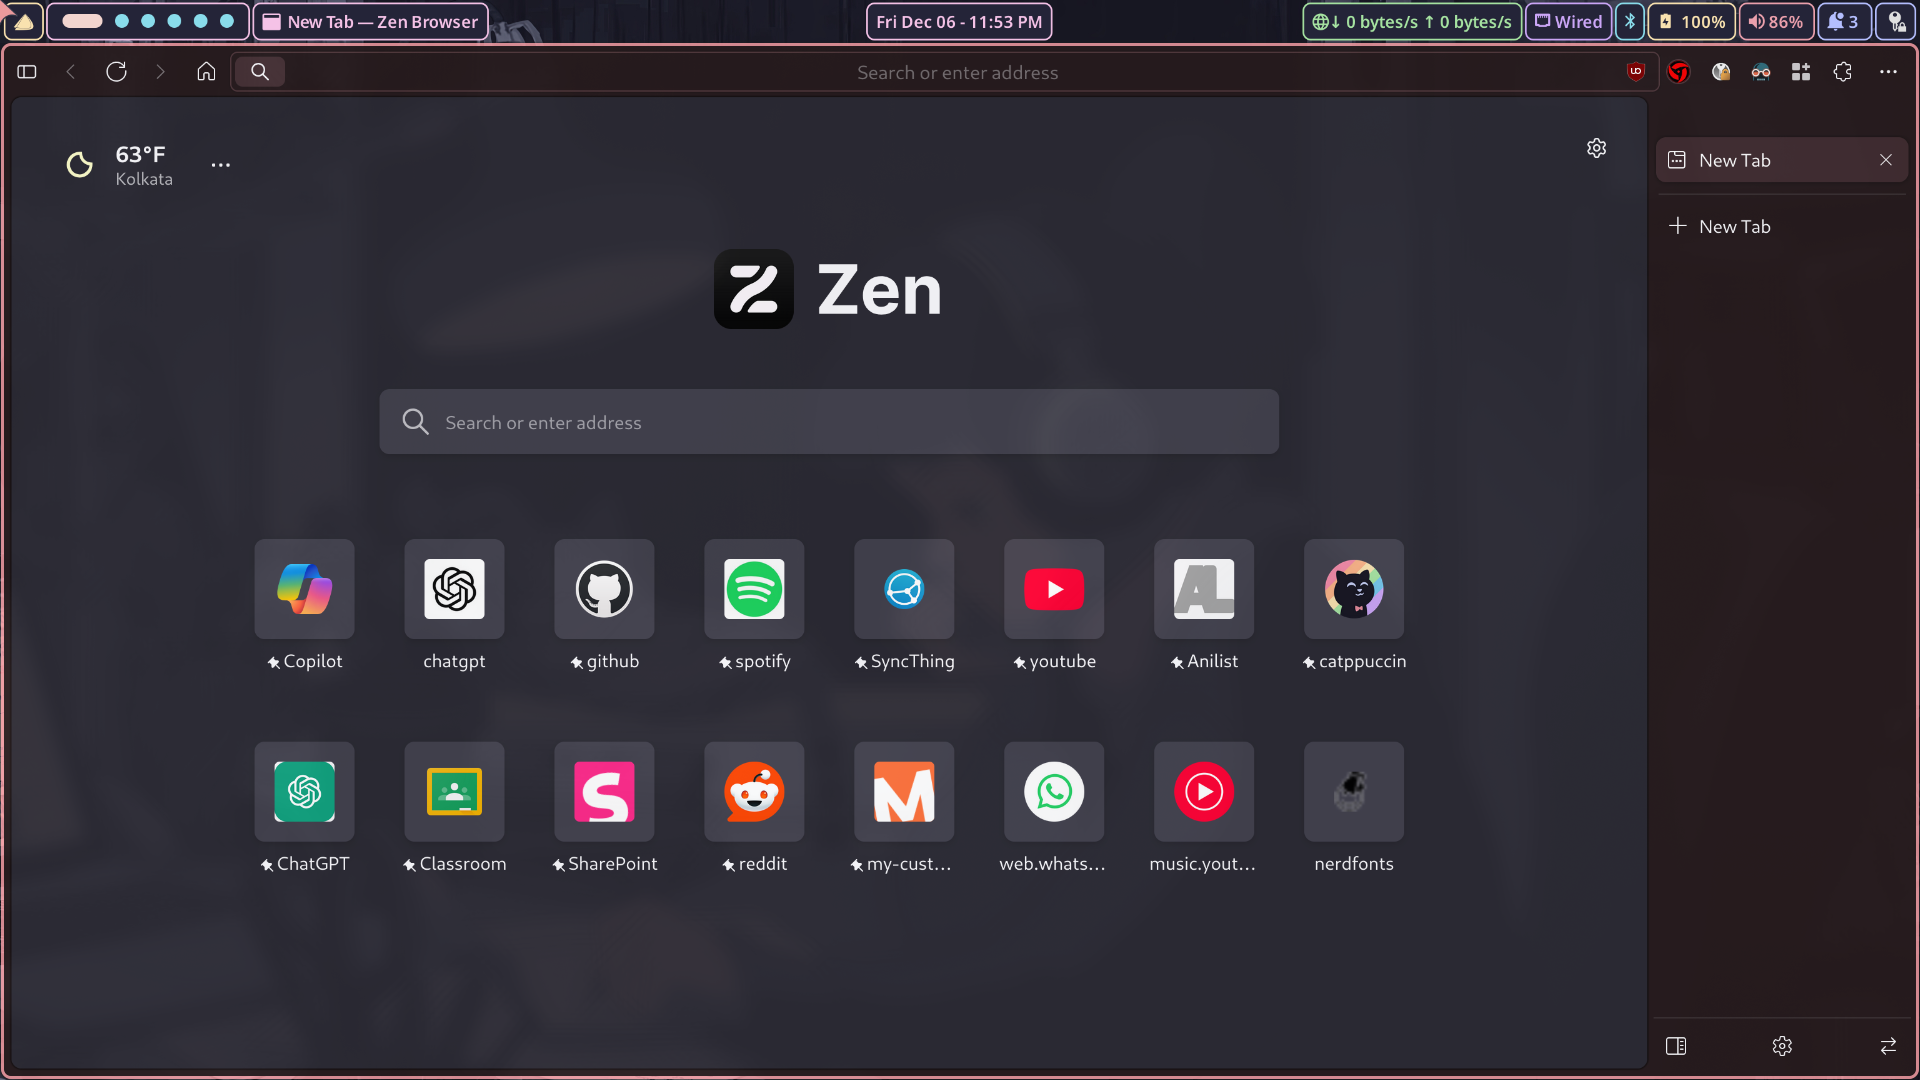 New Tab — Zen Browser
Fri Dec 06 - 11:53 PM
↓ 0 bytes/s ↑ 0 bytes/s
Wired
100%
86%
3
Search or enter address
63°F
Kolkata
New Tab
New Tab
Zen
Search or enter address
Copilot
chatgpt
github
spotify
SyncThing
youtube
Anilist
catppuccin
ChatGPT
Classroom
SharePoint
reddit
my-cust...
web.whats...
music.yout...
nerdfonts